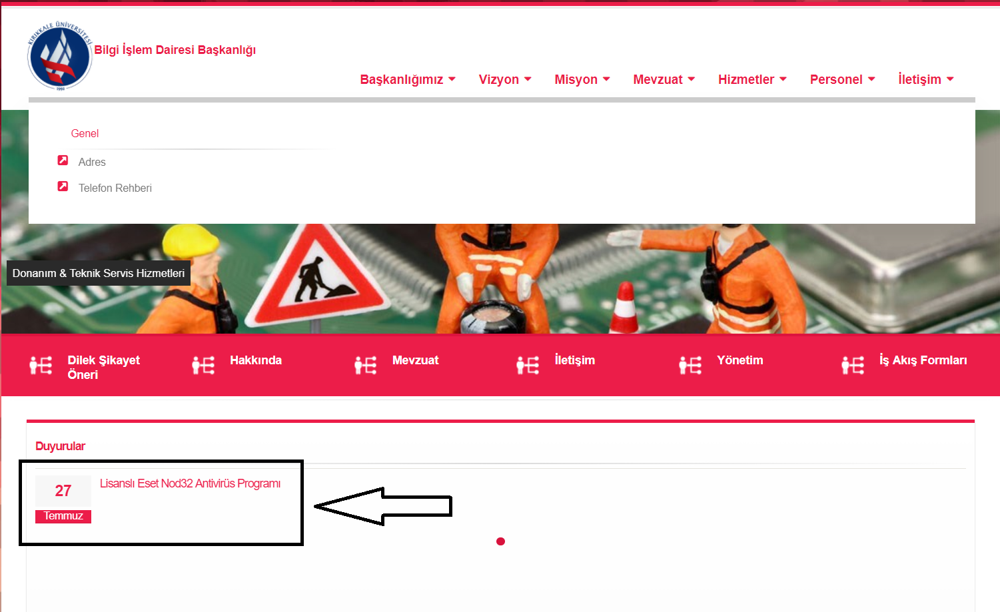 KIRIKKALE ÜNİVERSİTESİ
1992
Bilgi İşlem Dairesi Başkanlığı
Başkanlığımız
Vizyon
Misyon
Mevzuat
Hizmetler
Personel
İletişim
Genel
Adres
Telefon Rehberi
Donanım & Teknik Servis Hizmetleri
Dilek Şikayet
Öneri
Hakkında
Mevzuat
İletişim
Yönetim
İş Akış Formları
Duyurular
27
Temmuz
Lisanslı Eset Nod32 Antivirüs Programı